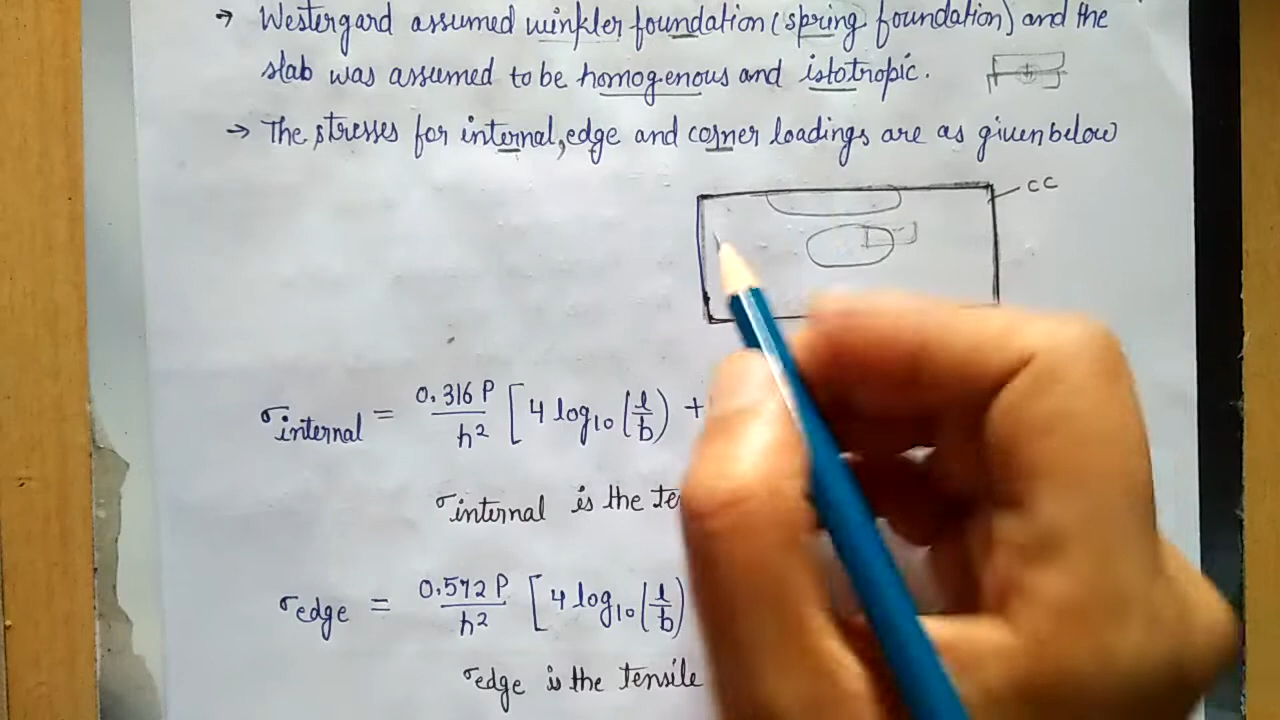 → Westergard assumed winkler foundation (spring foundation) and the
slab was assumed to be homogenous and isotropic.
→ The stresses for internal, edge and corner loadings are as given below
CC
σinternal = 0.316 P / h² [4 log10 (l/b) +
σinternal is the te
σedge = 0.572 P / h² [4 log10 (l/b)
σedge is the tensile